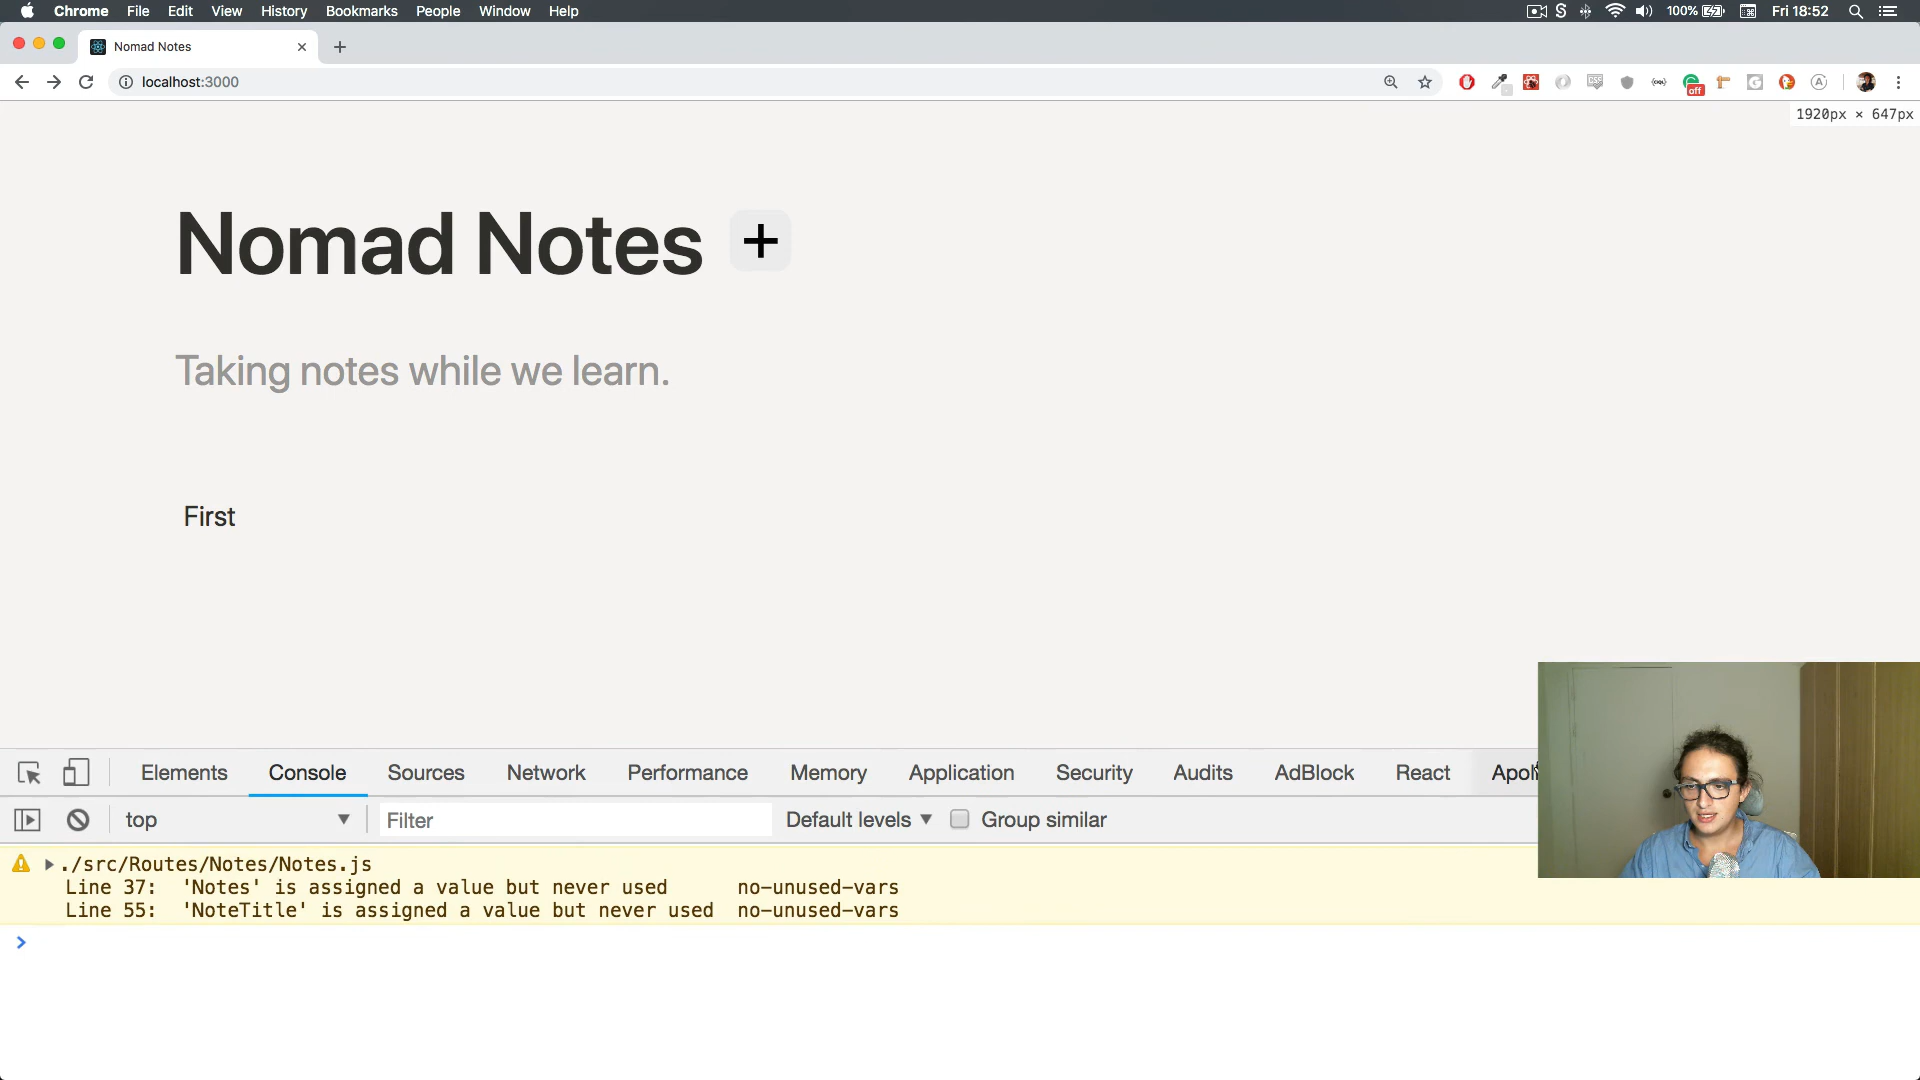 Chrome File Edit View History Bookmarks People Window Help 100% Fri 18:52
Nomad Notes
localhost:3000 off
1920px × 647px
Nomad Notes +
Taking notes while we learn.
First
Elements Console Sources Network Performance Memory Application Security Audits AdBlock React
top Filter Default levels Group similar
./src/Routes/Notes/Notes.js
Line 37: 'Notes' is assigned a value but never used no-unused-vars
Line 55: 'NoteTitle' is assigned a value but never used no-unused-vars